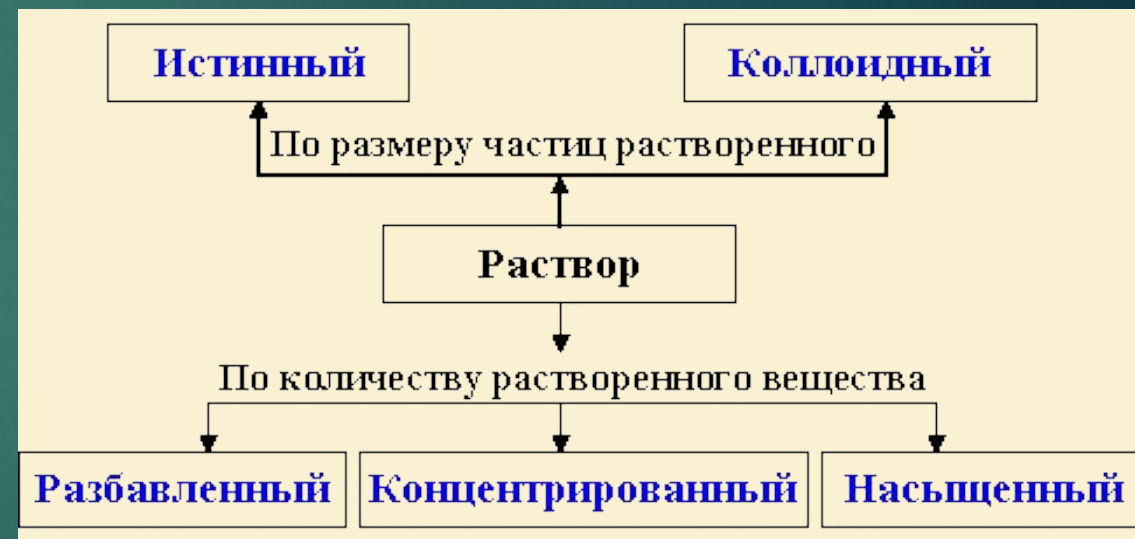 Истинный Коллоидный
По размеру частиц растворенного
Раствор
По количеству растворенного вещества
Разбавленный Концентрированный Насыщенный